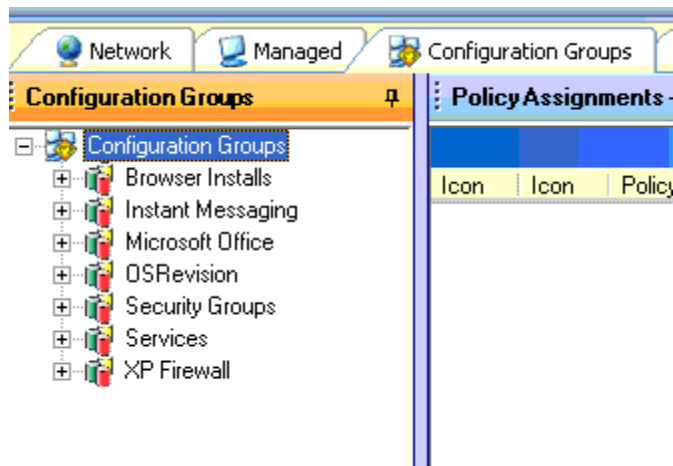 Network Managed Configuration Groups
Configuration Groups
Policy Assignments -
Configuration Groups
Browser Installs
Instant Messaging
Microsoft Office
OSRevision
Security Groups
Services
XP Firewall
Icon Icon Policy